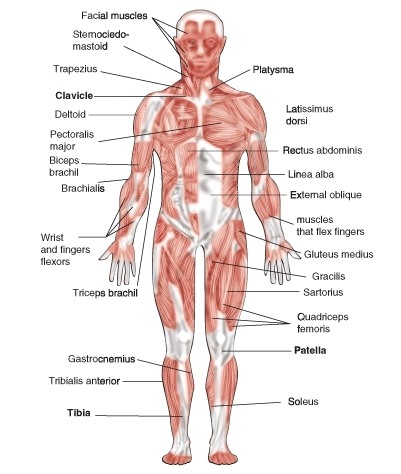 Facial muscles
Sternociedo-
mastoid
Trapezius
Platysma
Clavicle
Deltoid
Latissimus
dorsi
Pectoralis
major
Rectus abdominis
Biceps
brachil
Linea alba
Brachialis
External oblique
muscles
that flex fingers
Wrist
and fingers
flexors
Gluteus medius
Gracilis
Triceps brachil
Sartorius
Quadriceps
femoris
Patella
Gastrocnemius
Tribialis anterior
Soleus
Tibia